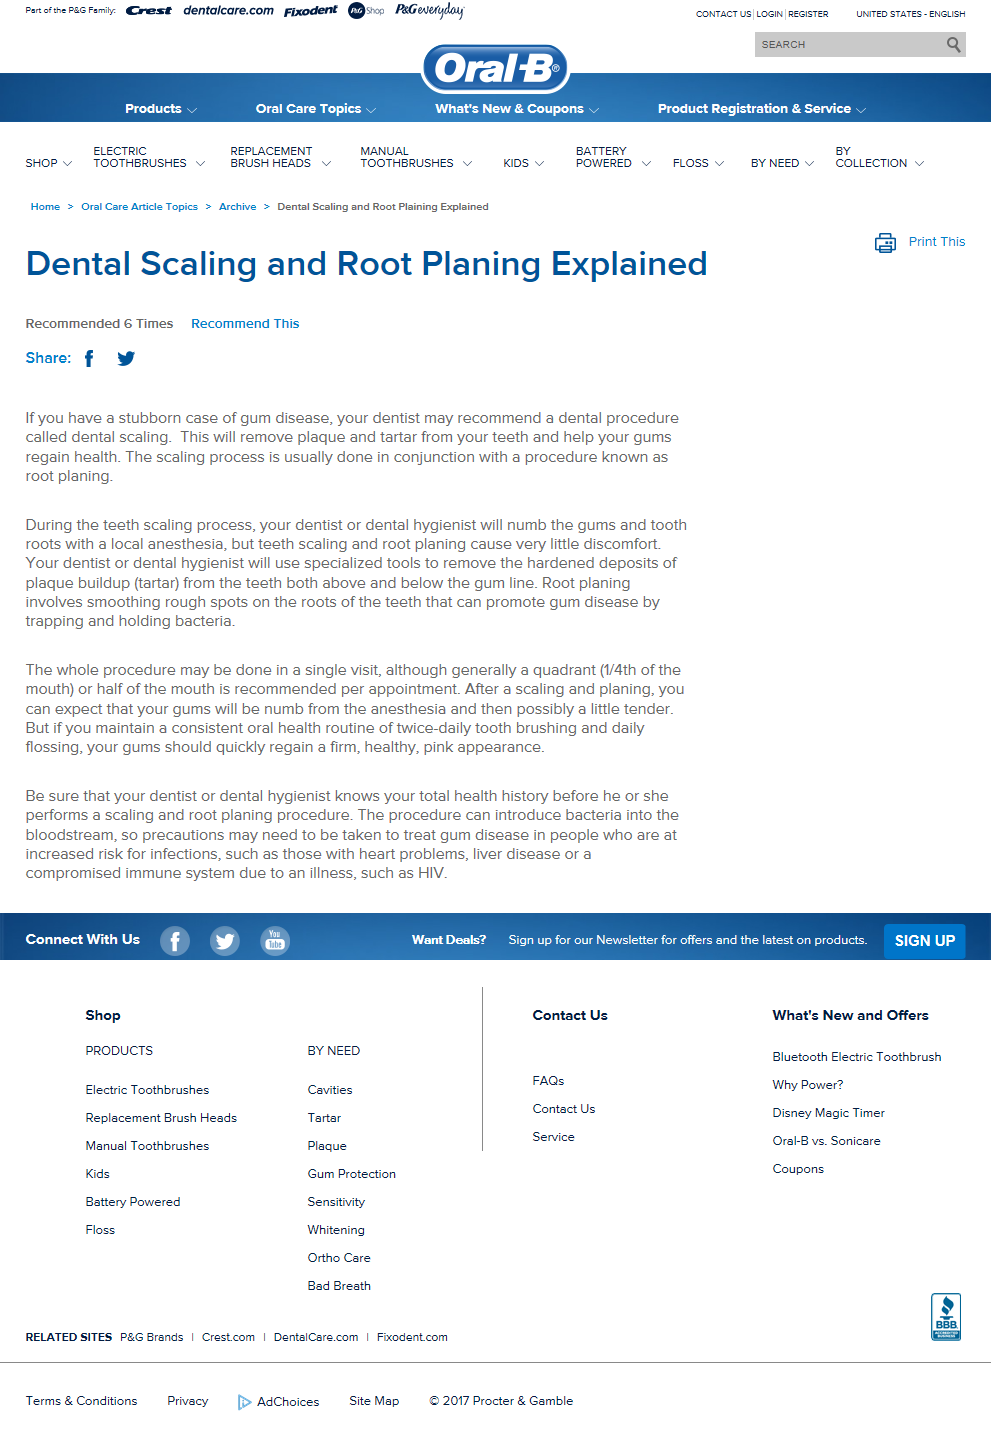 Part of the P&G Family: Crest dentalcare.com Fixodent P&G Shop P&G everyday
CONTACT US | LOGIN | REGISTER UNITED STATES - ENGLISH
SEARCH
Oral-B®
Products Oral Care Topics What's New & Coupons Product Registration & Service
SHOP ELECTRIC TOOTHBRUSHES REPLACEMENT BRUSH HEADS MANUAL TOOTHBRUSHES KIDS BATTERY POWERED FLOSS BY NEED BY COLLECTION
Home > Oral Care Article Topics > Archive > Dental Scaling and Root Plaining Explained
Print This
Dental Scaling and Root Planing Explained
Recommended 6 Times Recommend This
Share:
If you have a stubborn case of gum disease, your dentist may recommend a dental procedure
called dental scaling. This will remove plaque and tartar from your teeth and help your gums
regain health. The scaling process is usually done in conjunction with a procedure known as
root planing.
During the teeth scaling process, your dentist or dental hygienist will numb the gums and tooth
roots with a local anesthesia, but teeth scaling and root planing cause very little discomfort.
Your dentist or dental hygienist will use specialized tools to remove the hardened deposits of
plaque buildup (tartar) from the teeth both above and below the gum line. Root planing
involves smoothing rough spots on the roots of the teeth that can promote gum disease by
trapping and holding bacteria.
The whole procedure may be done in a single visit, although generally a quadrant (1/4th of the
mouth) or half of the mouth is recommended per appointment. After a scaling and planing, you
can expect that your gums will be numb from the anesthesia and then possibly a little tender.
But if you maintain a consistent oral health routine of twice-daily tooth brushing and daily
flossing, your gums should quickly regain a firm, healthy, pink appearance.
Be sure that your dentist or dental hygienist knows your total health history before he or she
performs a scaling and root planing procedure. The procedure can introduce bacteria into the
bloodstream, so precautions may need to be taken to treat gum disease in people who are at
increased risk for infections, such as those with heart problems, liver disease or a
compromised immune system due to an illness, such as HIV.
Connect With Us You Tube Want Deals? Sign up for our Newsletter for offers and the latest on products. SIGN UP
Shop
PRODUCTS
Electric Toothbrushes
Replacement Brush Heads
Manual Toothbrushes
Kids
Battery Powered
Floss
BY NEED
Cavities
Tartar
Plaque
Gum Protection
Sensitivity
Whitening
Ortho Care
Bad Breath
Contact Us
FAQs
Contact Us
Service
What's New and Offers
Bluetooth Electric Toothbrush
Why Power?
Disney Magic Timer
Oral-B vs. Sonicare
Coupons
BBB
ACCREDITED
BUSINESS
RELATED SITES P&G Brands | Crest.com | DentalCare.com | Fixodent.com
Terms & Conditions Privacy AdChoices Site Map © 2017 Procter & Gamble